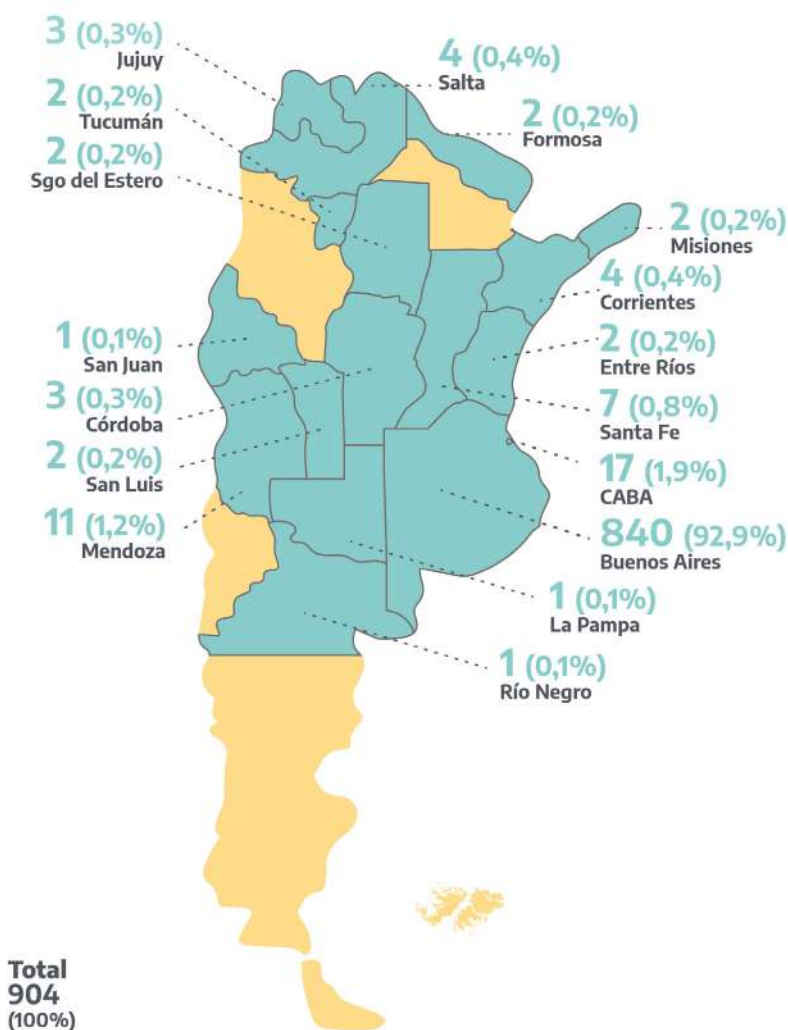 3 (0,3%)
Jujuy
4 (0,4%)
Salta
2 (0,2%)
Tucumán
2 (0,2%)
Formosa
2 (0,2%)
Sgo del Estero
2 (0,2%)
Misiones
4 (0,4%)
Corrientes
1 (0,1%)
San Juan
2 (0,2%)
Entre Ríos
3 (0,3%)
Córdoba
7 (0,8%)
Santa Fe
2 (0,2%)
San Luis
17 (1,9%)
CABA
11 (1,2%)
Mendoza
840 (92,9%)
Buenos Aires
1 (0,1%)
La Pampa
1 (0,1%)
Río Negro
Total
904
(100%)